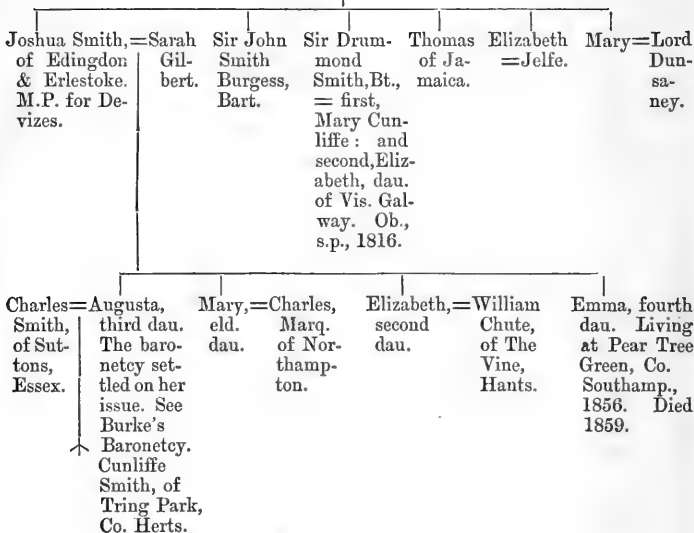 Joshua Smith,=Sarah
of Edingdon
& Erlestoke.
M.P. for De-
vizes.
Gil-
bert.
Sir John
Smith
Burgess,
Bart.
Sir Drum-
mond
Smith,Bt.,
= first,
Mary Cun-
liffe : and
second,Eliz-
abeth, dau.
of Vis. Gal-
way. Ob.,
s.p., 1816.
Thomas
of Ja-
maica.
Elizabeth
=Jelfe.
Mary=Lord
Dun-
sa-
ney.
Charles=Augusta,
Smith,
of Sut-
tons,
Essex.
third dau.
The baro-
netcy set-
tled on her
issue. See
Burke's
Baronetcy.
Cunliffe
Smith, of
Tring Park,
Co. Herts.
Mary,=Charles,
eld.
dau.
Marq.
of Nor-
thamp-
ton.
Elizabeth,=William
second
dau.
Chute,
of The
Vine,
Hants.
Emma, fourth
dau. Living
at Pear Tree
Green, Co.
Southamp.,
1856. Died
1859.